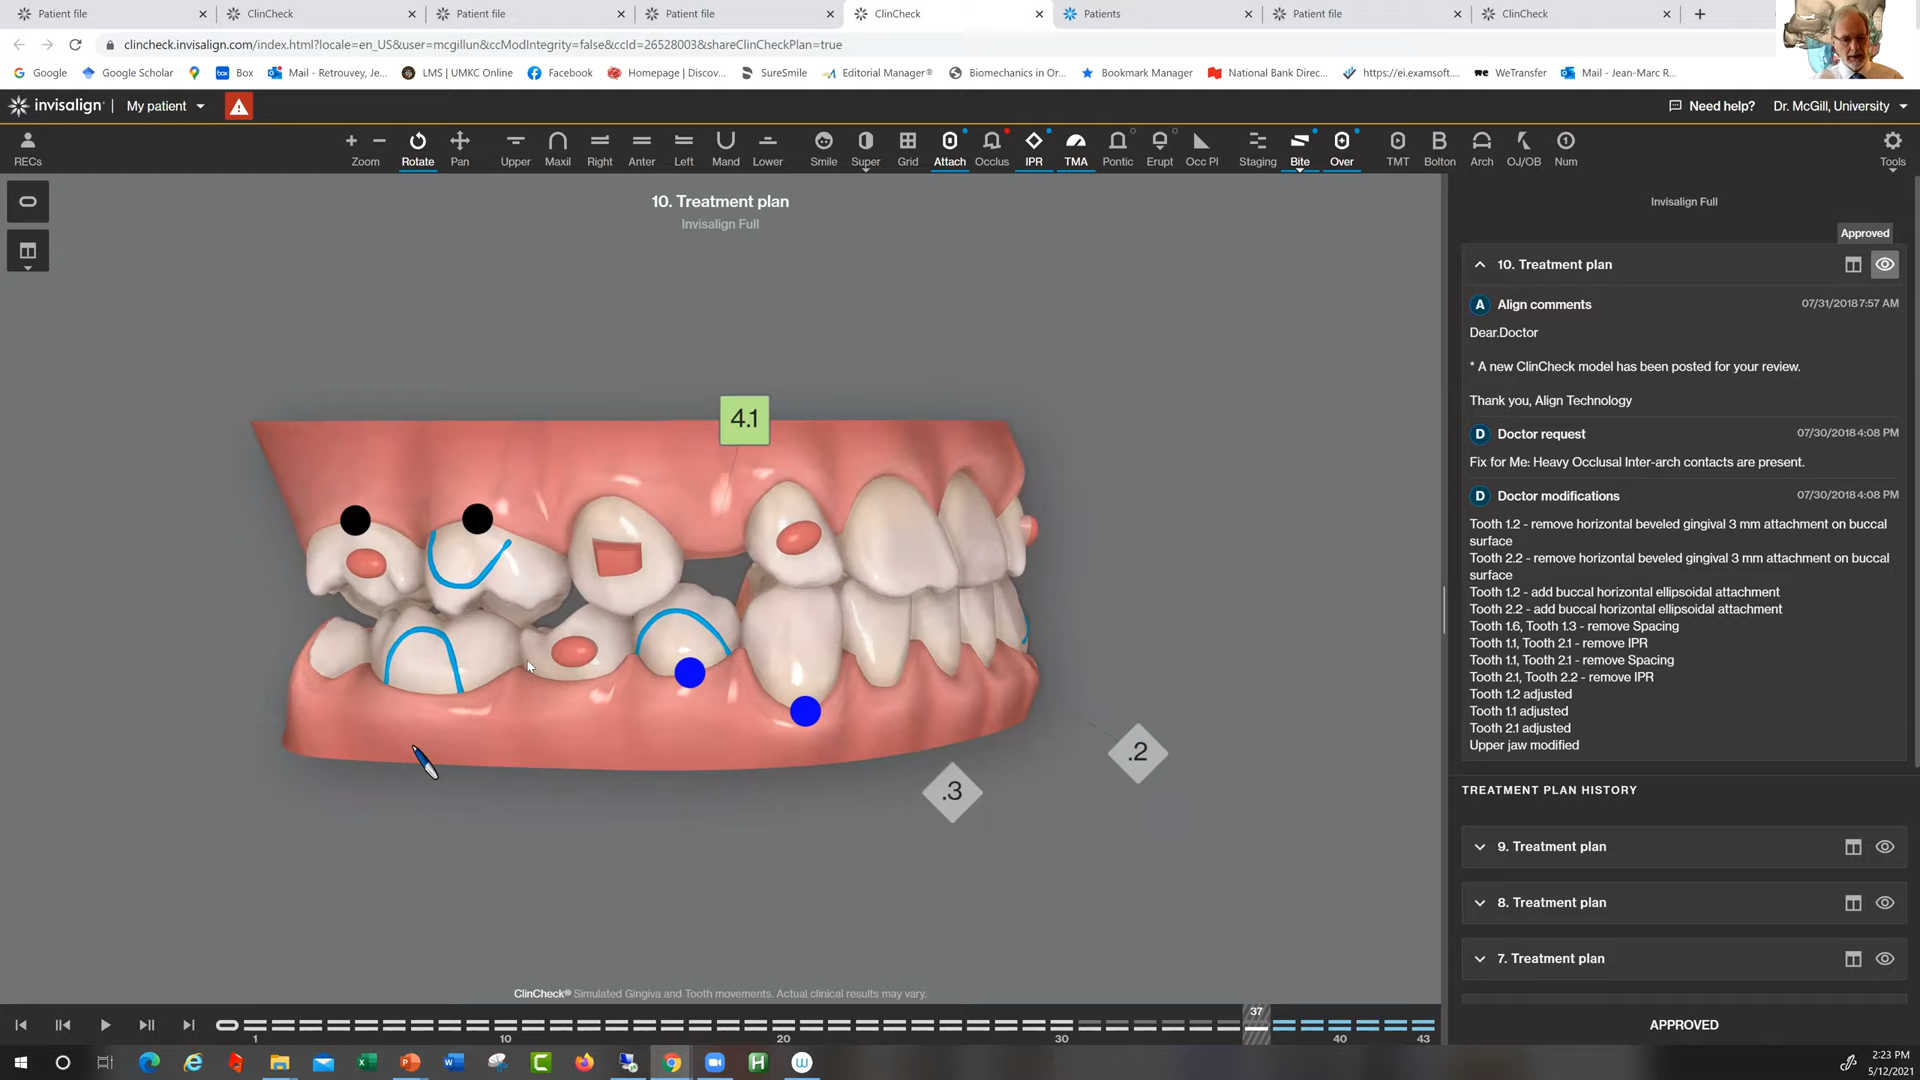 Patient file
ClinCheck
Patient file
Patient file
ClinCheck
Patients
Patient file
ClinCheck
clincheck.invisalign.com/index.html?locale=en_US&user=mcgillun&ccModIntegrity=false&ccId=26528003&shareClinCheckPlan=true
Google
Google Scholar
Box
Mail - Retrouvey, Je...
LMS | UMKC Online
Facebook
Homepage | Discov...
SureSmile
Editorial Manager®
Biomechanics in Or...
Bookmark Manager
National Bank Direc...
https://ei.examsoft....
WeTransfer
Mail - Jean-Marc R...
invisalign
My patient
Need help?
Dr. McGill, University
RECs
Zoom
Rotate
Pan
Upper
Maxil
Right
Anter
Left
Mand
Lower
Smile
Super
Grid
Attach
Occlus
IPR
TMA
Pontic
Erupt
Occ Pl
Staging
Bite
Over
TMT
Bolton
Arch
OJ/OB
Num
Tools
10. Treatment plan
Invisalign Full
4.1
.2
.3
ClinCheck® Simulated Gingiva and Tooth movements. Actual clinical results may vary.
37
1
10
20
30
40
43
Invisalign Full
Approved
10. Treatment plan
A Align comments
07/31/2018 7:57 AM
Dear.Doctor
* A new ClinCheck model has been posted for your review.
Thank you, Align Technology
D Doctor request
07/30/2018 4:08 PM
Fix for Me: Heavy Occlusal Inter-arch contacts are present.
D Doctor modifications
07/30/2018 4:08 PM
Tooth 1.2 - remove horizontal beveled gingival 3 mm attachment on buccal
surface
Tooth 2.2 - remove horizontal beveled gingival 3 mm attachment on buccal
surface
Tooth 1.2 - add buccal horizontal ellipsoidal attachment
Tooth 2.2 - add buccal horizontal ellipsoidal attachment
Tooth 1.6, Tooth 1.3 - remove Spacing
Tooth 1.1, Tooth 2.1 - remove IPR
Tooth 1.1, Tooth 2.1 - remove Spacing
Tooth 2.1, Tooth 2.2 - remove IPR
Tooth 1.2 adjusted
Tooth 1.1 adjusted
Tooth 2.1 adjusted
Upper jaw modified
TREATMENT PLAN HISTORY
9. Treatment plan
8. Treatment plan
7. Treatment plan
APPROVED
2:23 PM
5/12/2021